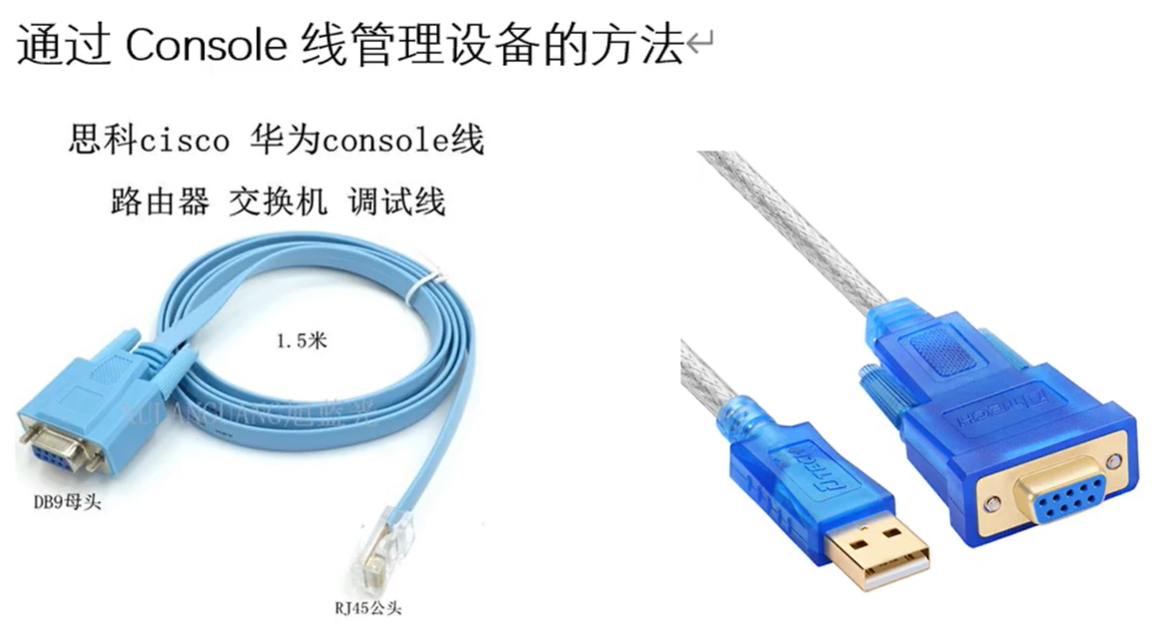 通过 Console 线管理设备的方法
思科cisco 华为console线
路由器 交换机 调试线
1.5米
DB9母头
RJ45公头
DTECH
DTECH